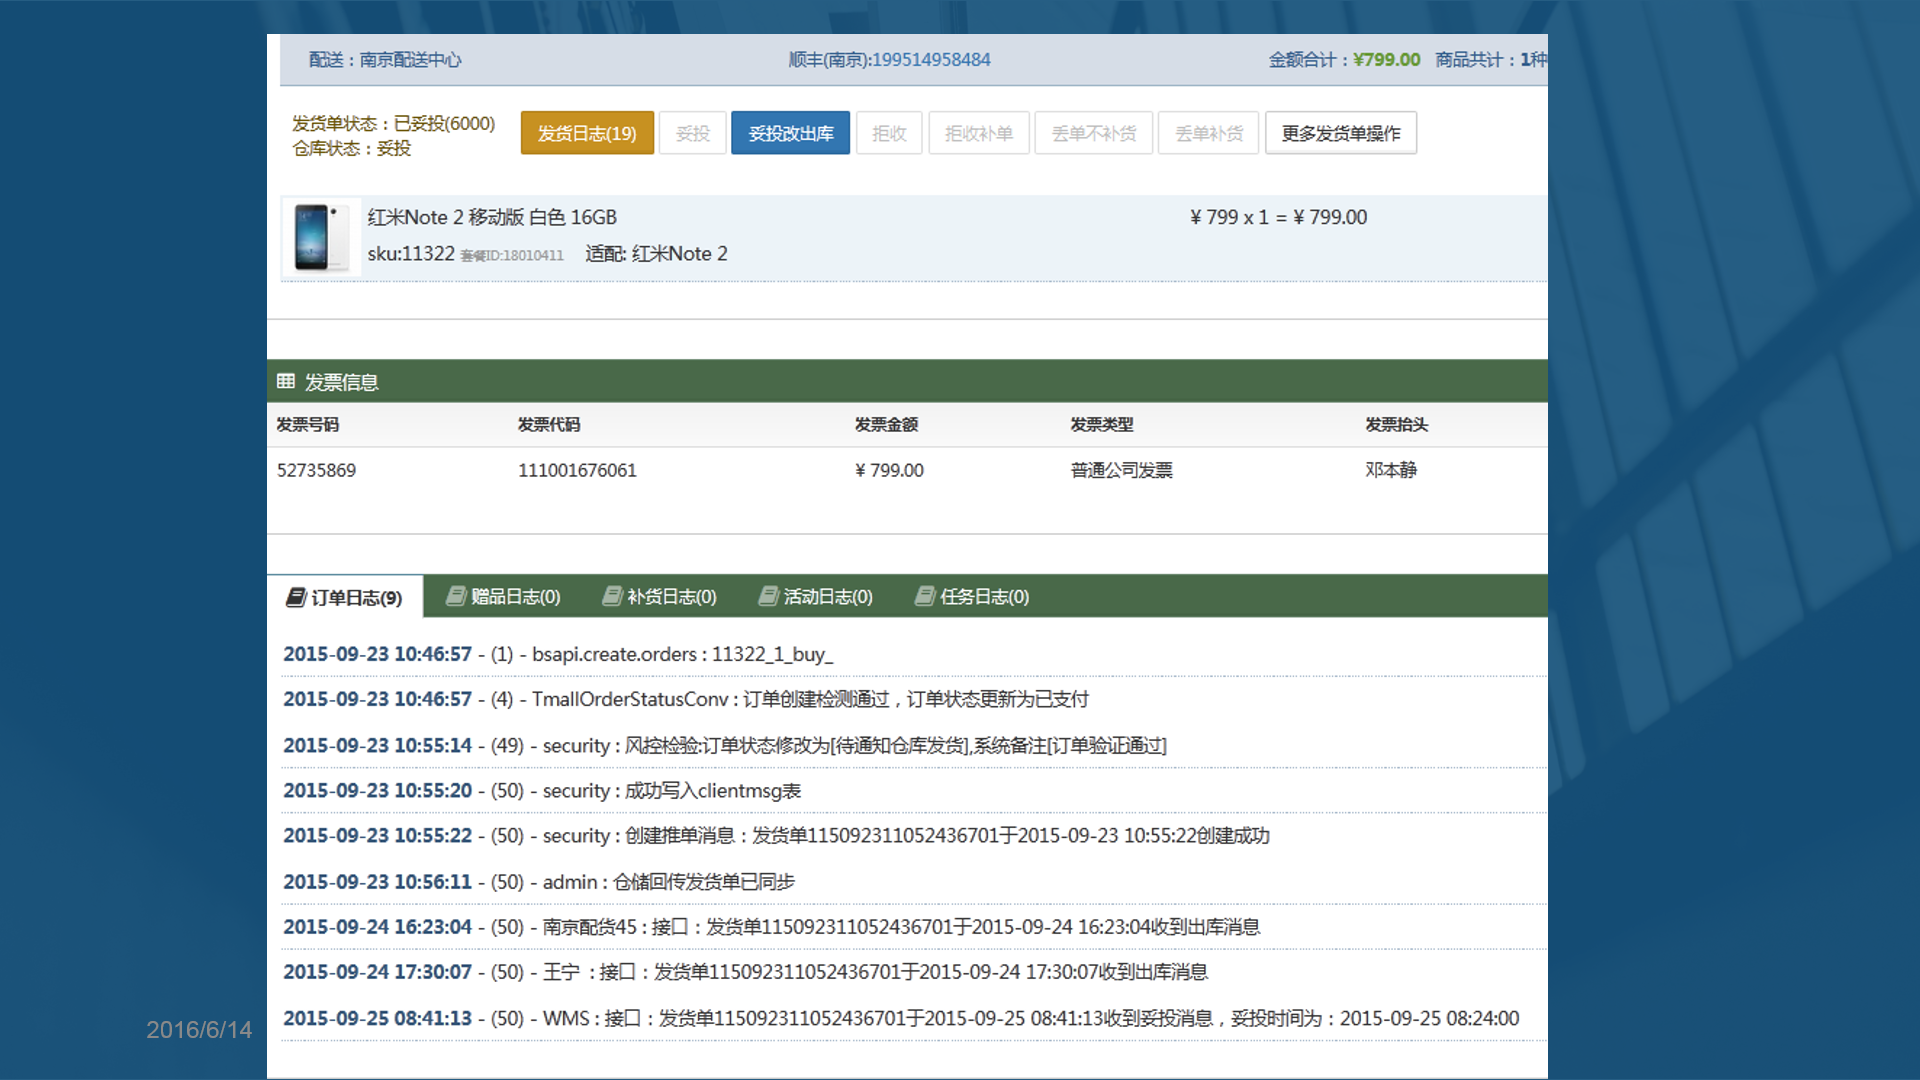 配送：南京配送中心 顺丰(南京):199514958484 金额合计：¥799.00 商品共计：1种
发货单状态：已妥投(6000)
仓库状态：妥投
发货日志(19) 妥投 妥投改出库 拒收 拒收补单 丢单不补货 丢单补货 更多发货单操作
红米Note 2 移动版 白色 16GB ¥ 799 x 1 = ¥ 799.00
sku:11322 套餐ID:18010411 适配: 红米Note 2
发票信息
发票号码 发票代码 发票金额 发票类型 发票抬头
52735869 111001676061 ¥ 799.00 普通公司发票 邓本静
订单日志(9) 赠品日志(0) 补货日志(0) 活动日志(0) 任务日志(0)
2015-09-23 10:46:57 - (1) - bsapi.create.orders : 11322_1_buy_
2015-09-23 10:46:57 - (4) - TmallOrderStatusConv : 订单创建检测通过，订单状态更新为已支付
2015-09-23 10:55:14 - (49) - security : 风控检验:订单状态修改为[待通知仓库发货],系统备注[订单验证通过]
2015-09-23 10:55:20 - (50) - security : 成功写入clientmsg表
2015-09-23 10:55:22 - (50) - security : 创建推单消息：发货单115092311052436701于2015-09-23 10:55:22创建成功
2015-09-23 10:56:11 - (50) - admin : 仓储回传发货单已同步
2015-09-24 16:23:04 - (50) - 南京配货45 : 接口：发货单115092311052436701于2015-09-24 16:23:04收到出库消息
2015-09-24 17:30:07 - (50) - 王宁 : 接口：发货单115092311052436701于2015-09-24 17:30:07收到出库消息
2015-09-25 08:41:13 - (50) - WMS : 接口：发货单115092311052436701于2015-09-25 08:41:13收到妥投消息，妥投时间为：2015-09-25 08:24:00
2016/6/14